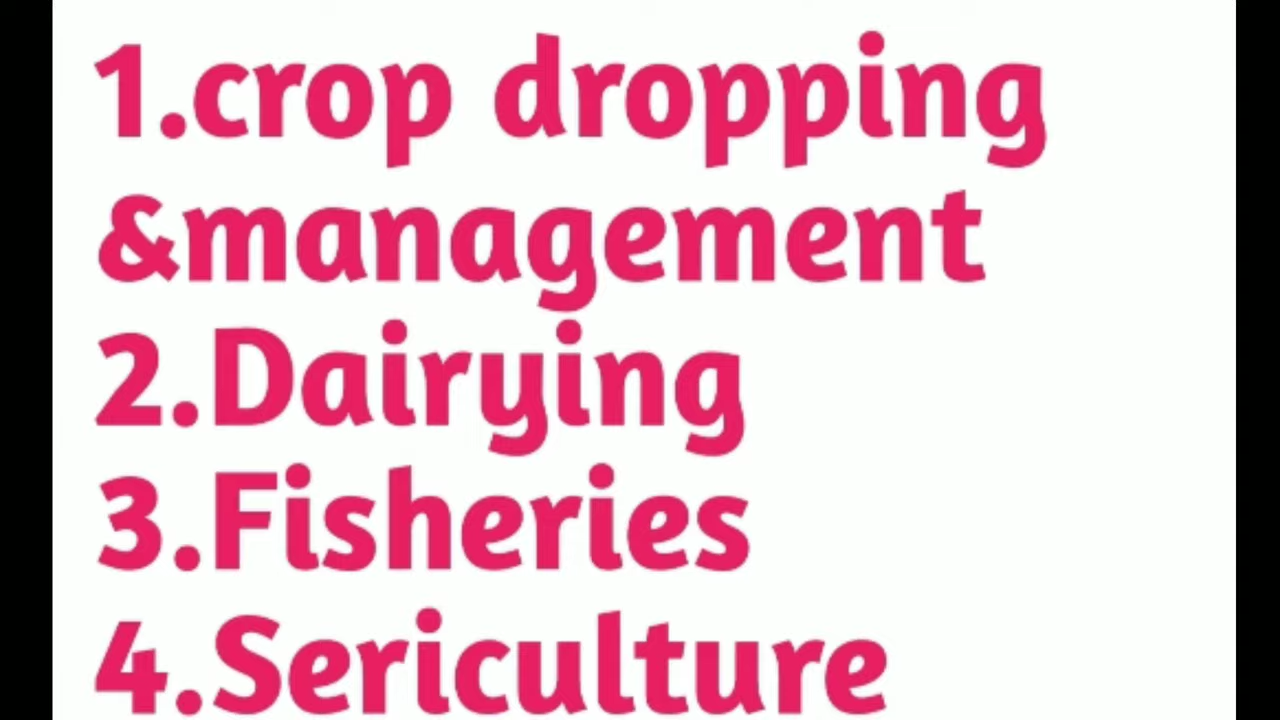 1.crop dropping
&management
2.Dairying
3.Fisheries
4.Sericulture